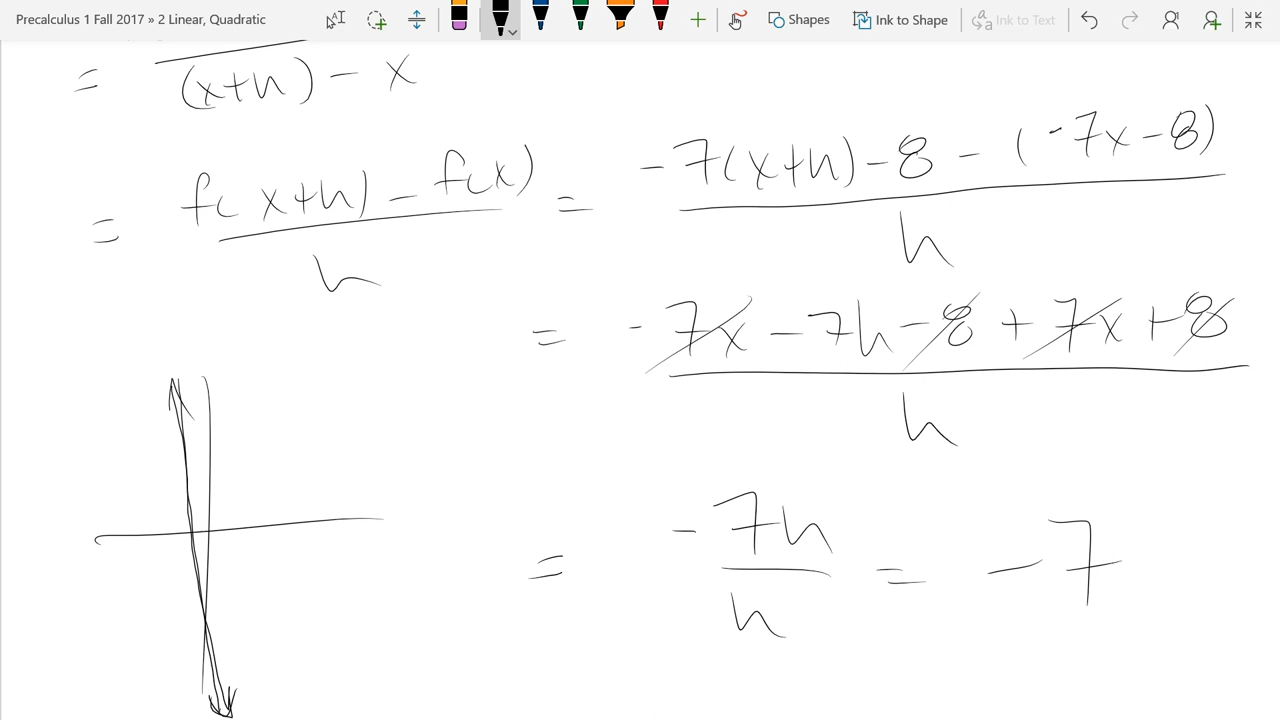 Precalculus 1 Fall 2017 » 2 Linear, Quadratic
Shapes
Ink to Shape
Ink to Text
= (x+h) - x
= f(x+h) - f(x) / h = -7(x+h) - 8 - (-7x - 8) / h
= -7x - 7h - 8 + 7x + 8 / h
= -7h / h = -7